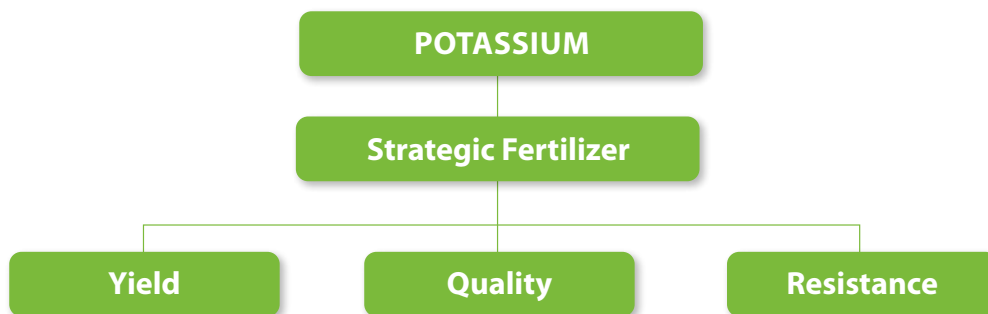 POTASSIUM
Strategic Fertilizer
Yield
Quality
Resistance